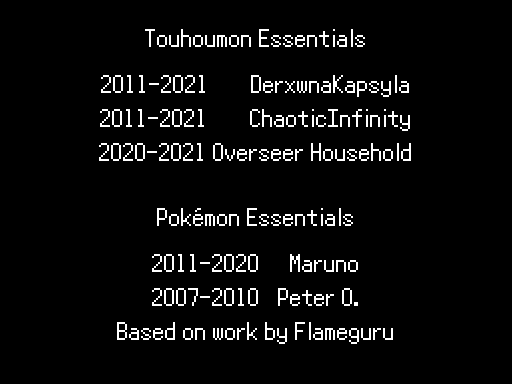 Touhoumon Essentials
2011-2021 DerxwnaKapsyla
2011-2021 ChaoticInfinity
2020-2021 Overseer Household
Pokémon Essentials
2011-2020 Maruno
2007-2010 Peter O.
Based on work by Flameguru